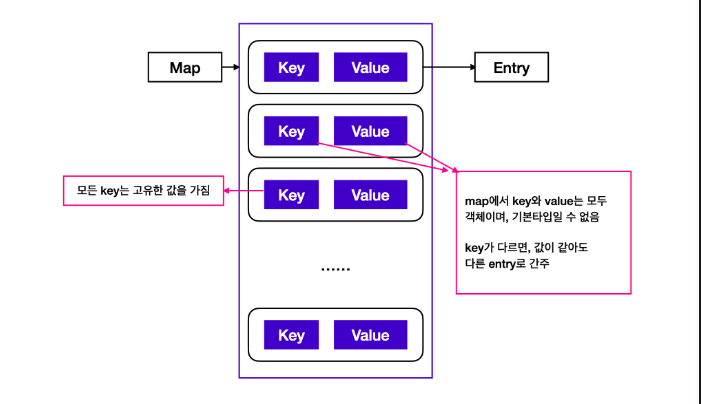 Map
Key Value
Entry
Key Value
모든 key는 고유한 값을 가짐
Key Value
map에서 key와 value는 모두
객체이며, 기본타입일 수 없음
key가 다르면, 값이 같아도
다른 entry로 간주
......
Key Value